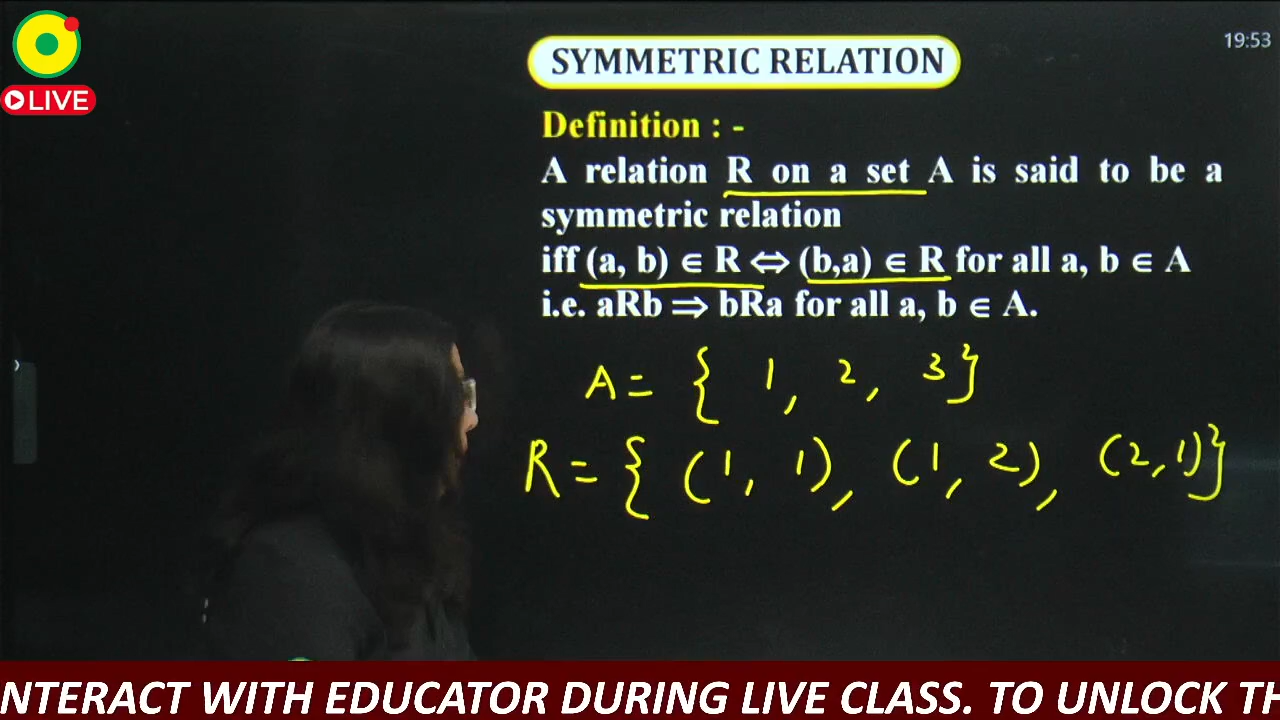 LIVE
19:53
SYMMETRIC RELATION
Definition : -
A relation R on a set A is said to be a
symmetric relation
iff (a, b) ∈ R ⇔ (b,a) ∈ R for all a, b ∈ A
i.e. aRb ⇒ bRa for all a, b ∈ A.
A = { 1, 2, 3}
R = { (1, 1), (1, 2), (2,1)}
NTERACT WITH EDUCATOR DURING LIVE CLASS. TO UNLOCK TH